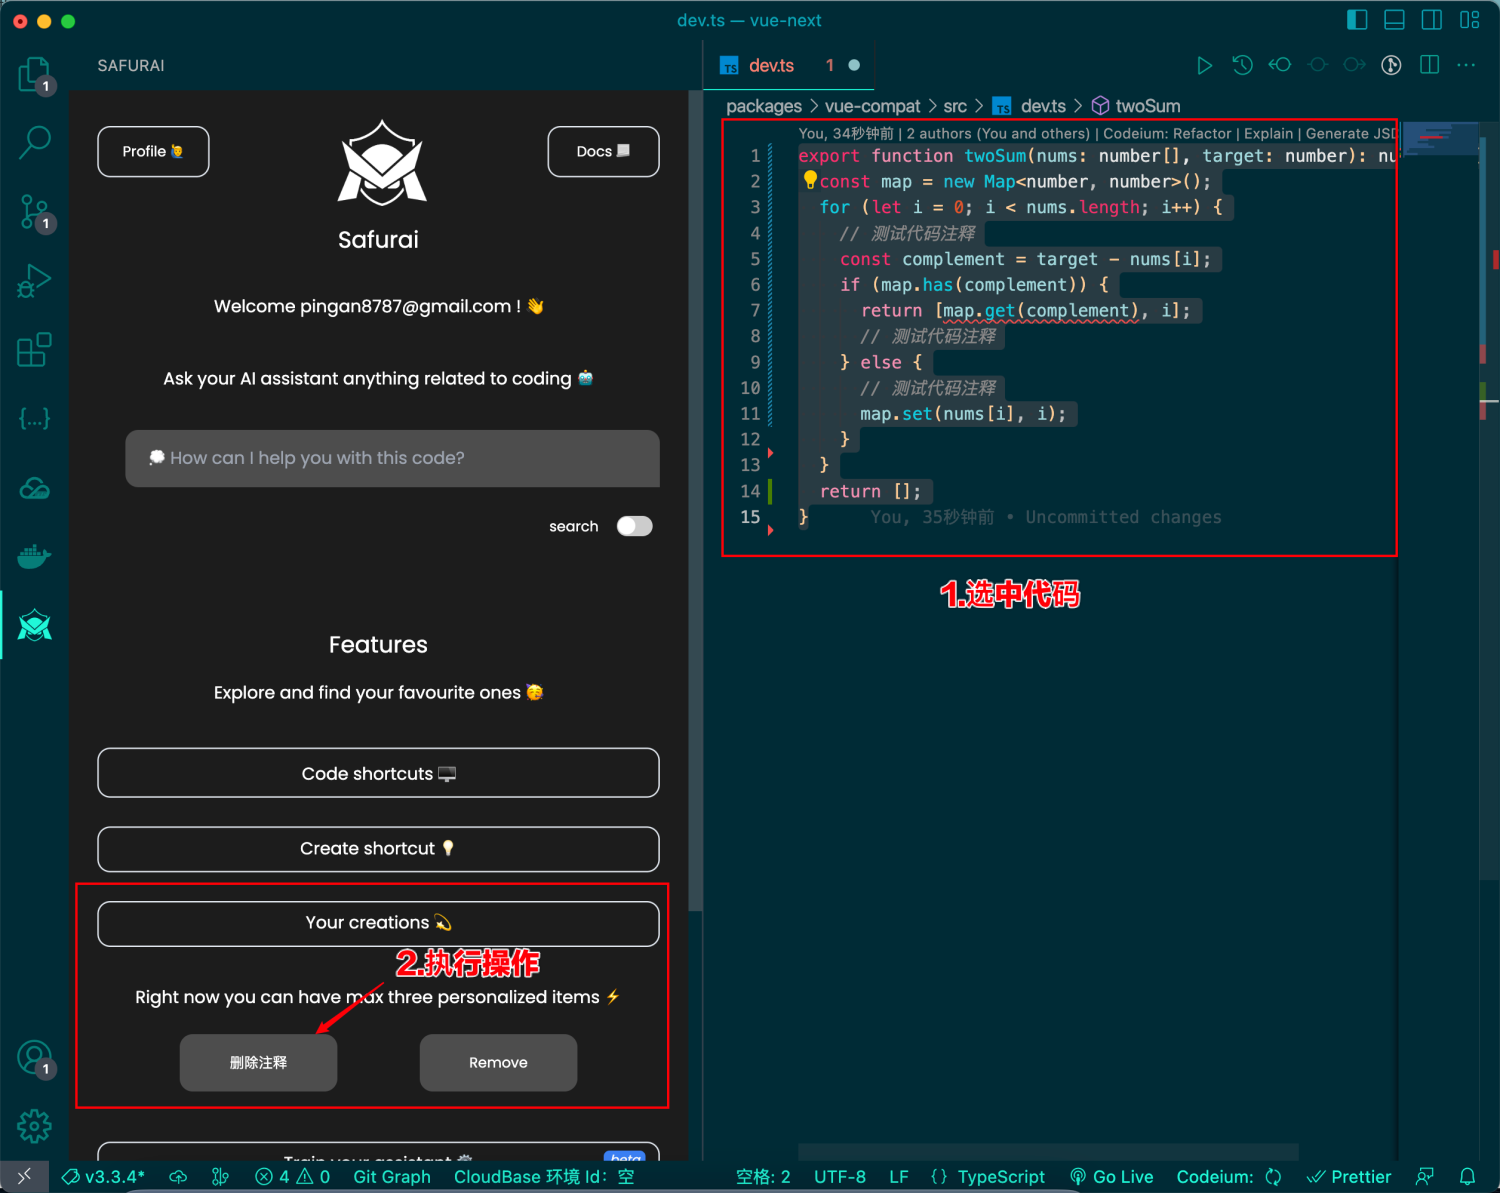 dev.ts — vue-next
SAFURAI
Profile
Docs
Safurai
Welcome pingan8787@gmail.com !
Ask your AI assistant anything related to coding
How can I help you with this code?
search
Features
Explore and find your favourite ones
Code shortcuts
Create shortcut
Your creations
2.执行操作
Right now you can have max three personalized items
删除注释
Remove
Train your assistant
beta
1
1
1
TS dev.ts 1
packages > vue-compat > src > TS dev.ts > twoSum
You, 34秒钟前 | 2 authors (You and others) | Codeium: Refactor | Explain | Generate JSD
1 export function twoSum(nums: number[], target: number): nu
2 const map = new Map<number, number>();
3 for (let i = 0; i < nums.length; i++) {
4 // 测试代码注释
5 const complement = target - nums[i];
6 if (map.has(complement)) {
7 return [map.get(complement), i];
8 // 测试代码注释
9 } else {
10 // 测试代码注释
11 map.set(nums[i], i);
12 }
13 }
14 return [];
15 } You, 35秒钟前 • Uncommitted changes
1.选中代码
v3.3.4* 4 0 Git Graph CloudBase 环境 Id: 空 空格: 2 UTF-8 LF {} TypeScript Go Live Codeium: Prettier